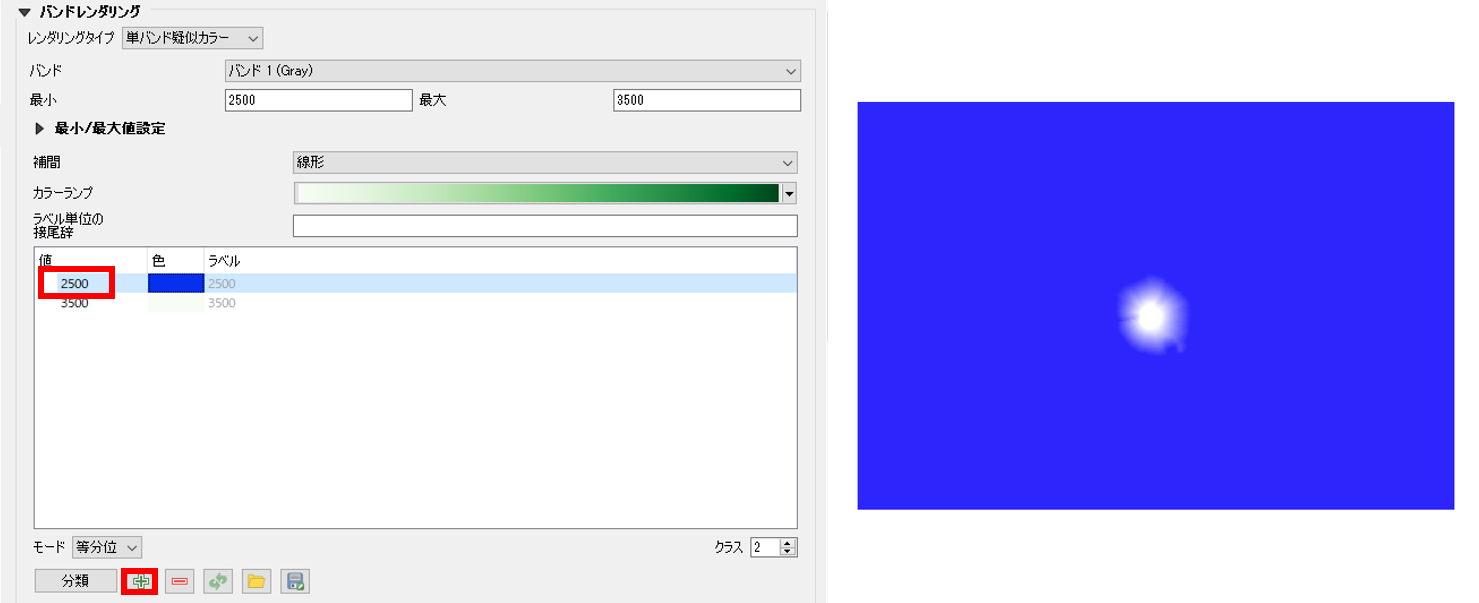 バンドレンダリング
レンダリングタイプ 単バンド疑似カラー
バンド バンド 1 (Gray)
最小 2500 最大 3500
最小/最大値設定
補間 線形
カラーランプ
ラベル単位の
接尾辞
値 色 ラベル
2500 2500
3500 3500
モード 等分位 クラス 2
分類